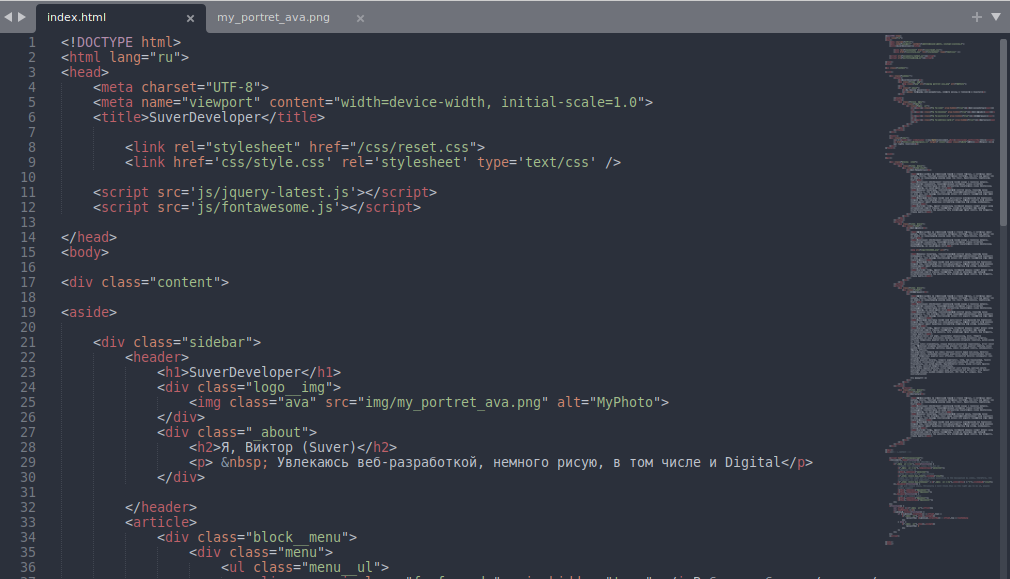 index.html × my_portret_ava.png ×
1 <!DOCTYPE html>
2 <html lang="ru">
3 <head>
4 <meta charset="UTF-8">
5 <meta name="viewport" content="width=device-width, initial-scale=1.0">
6 <title>SuverDeveloper</title>
7
8 <link rel="stylesheet" href="/css/reset.css">
9 <link href='css/style.css' rel='stylesheet' type='text/css' />
10
11 <script src='js/jquery-latest.js'></script>
12 <script src='js/fontawesome.js'></script>
13
14 </head>
15 <body>
16
17 <div class="content">
18
19 <aside>
20
21 <div class="sidebar">
22 <header>
23 <h1>SuverDeveloper</h1>
24 <div class="logo__img">
25 <img class="ava" src="img/my_portret_ava.png" alt="MyPhoto">
26 </div>
27 <div class="_about">
28 <h2>Я, Виктор (Suver)</h2>
29 <p> &nbsp; Увлекаюсь веб-разработкой, немного рисую, в том числе и Digital</p>
30 </div>
31
32 </header>
33 <article>
34 <div class="block__menu">
35 <div class="menu">
36 <ul class="menu__ul">